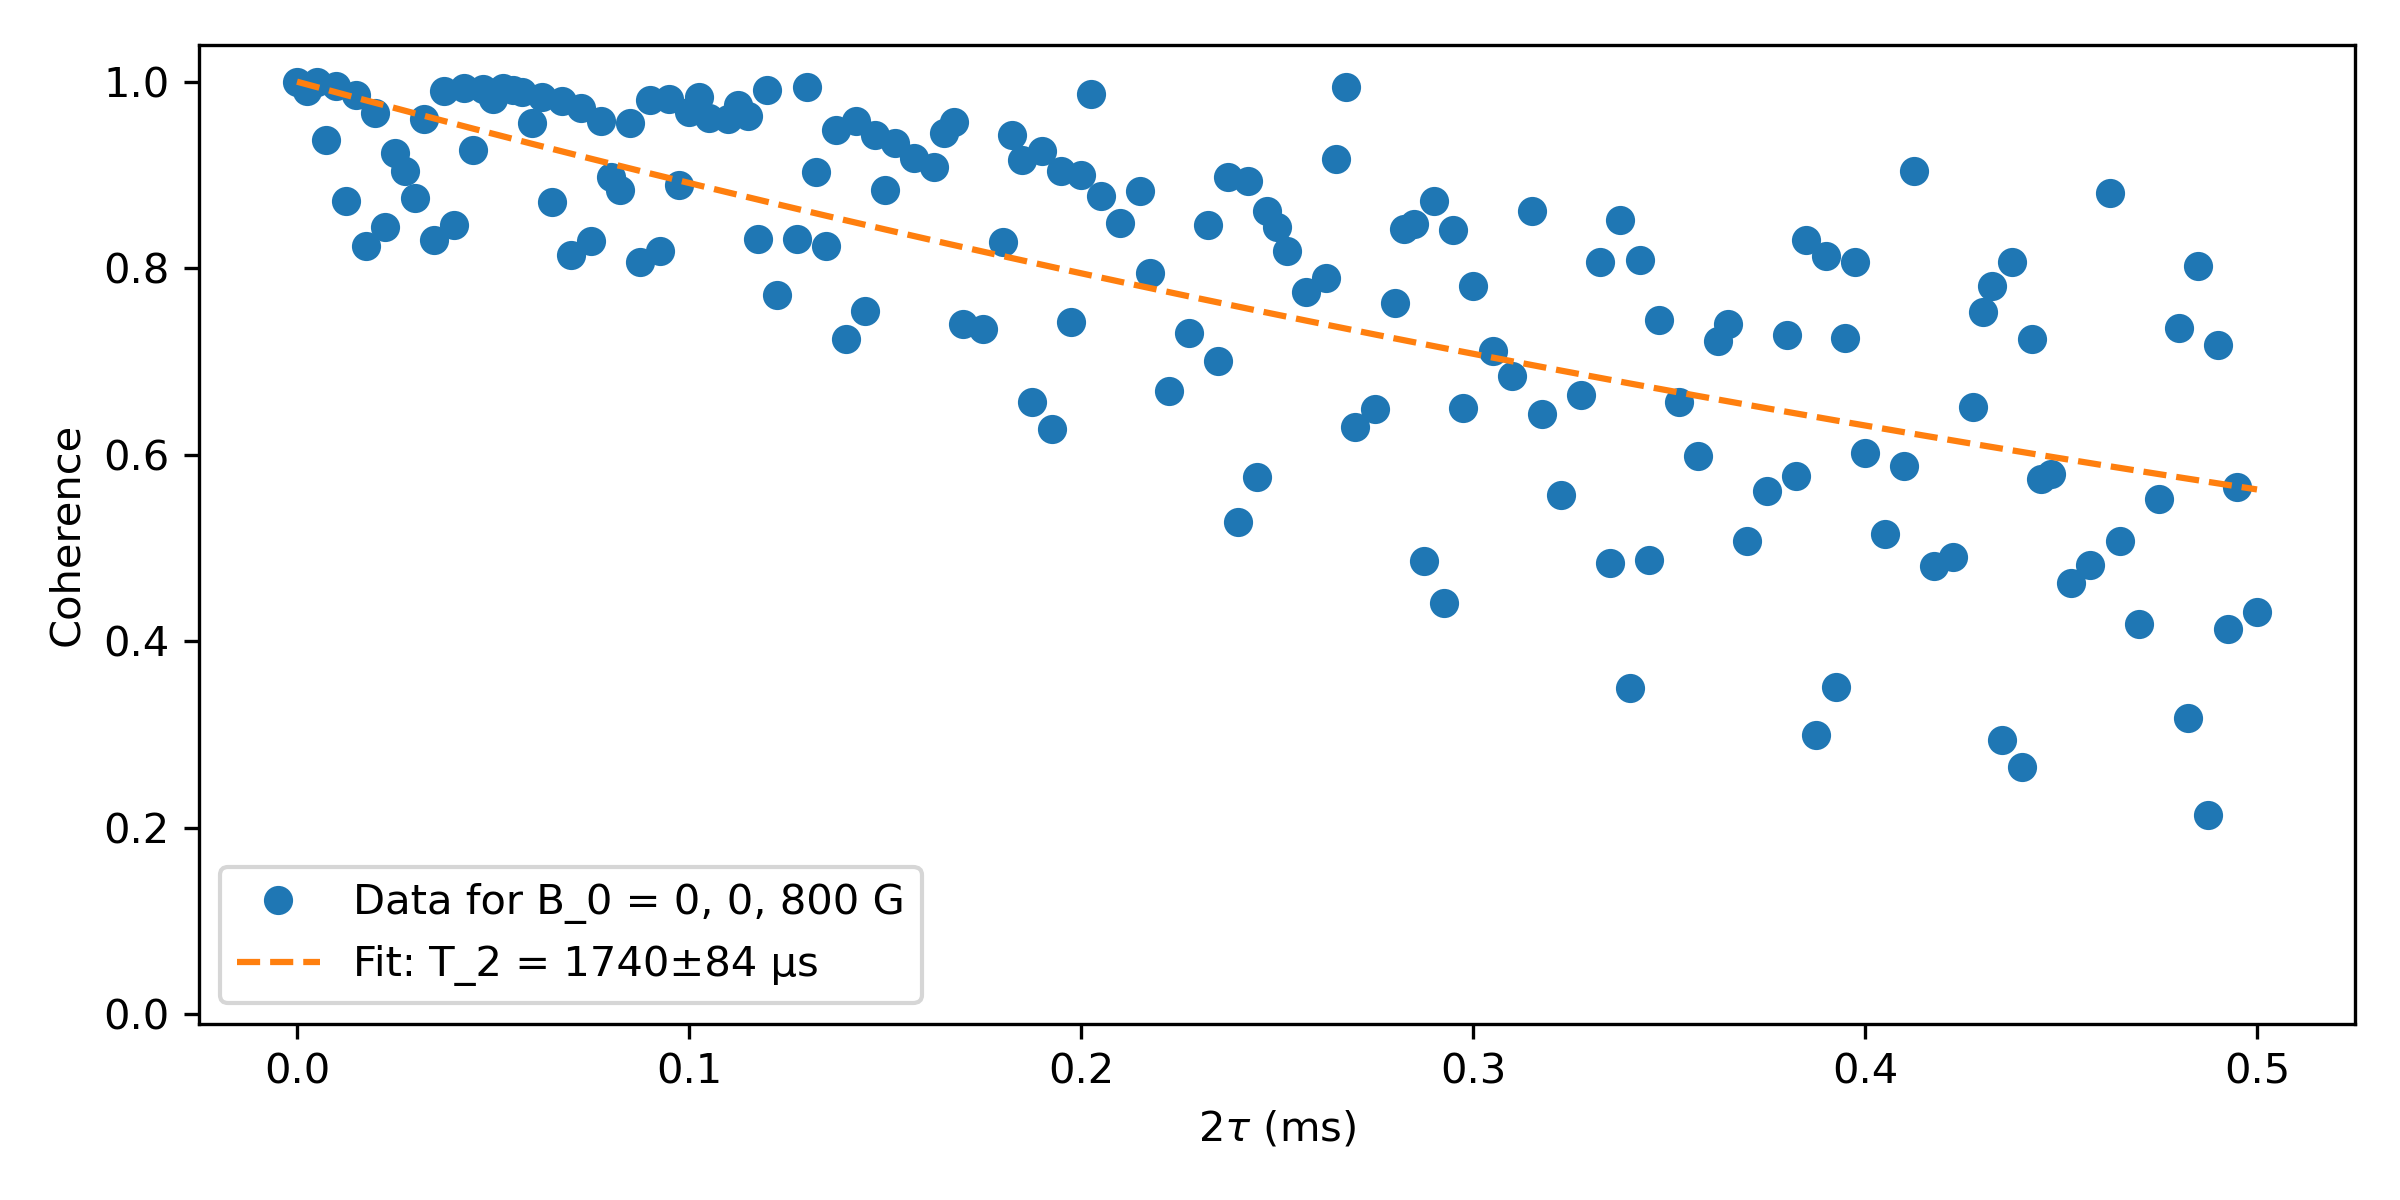 1.0
0.8
0.6
0.4
0.2
0.0
Coherence
Data for B_0 = 0, 0, 800 G
Fit: T_2 = 1740±84 µs
0.0 0.1 0.2 0.3 0.4 0.5
2τ (ms)